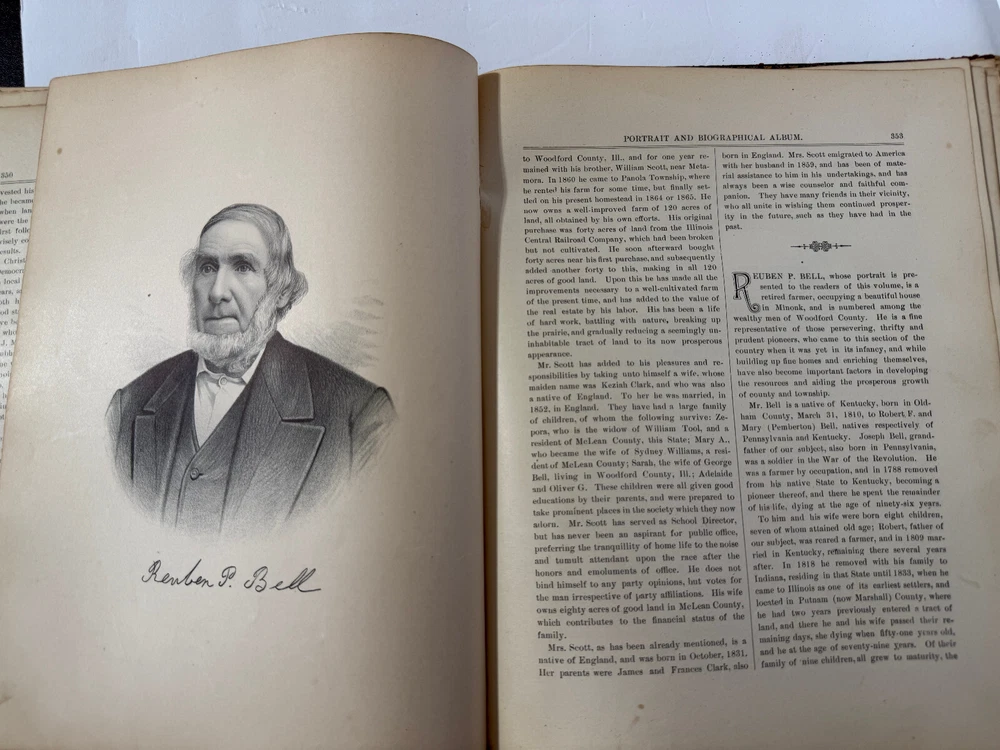 350
vested his
he became
when lan
were the
first follo
wisely co
results.
Christ
Democra
local
Reuben P. Bell
PORTRAIT AND BIOGRAPHICAL ALBUM. 353
to Woodford County, Ill., and for one year re-
mained with his brother, William Scott, near Meta-
mora. In 1860 he came to Panola Township, where
he rented his farm for some time, but finally set-
tled on his present homestead in 1864 or 1865. He
now owns a well-improved farm of 120 acres of
land, all obtained by his own efforts. His original
purchase was forty acres of land from the Illinois
Central Railroad Company, which had been broken
but not cultivated. He soon afterward bought
forty acres near his first purchase, and subsequently
added another forty to this, making in all 120
acres of good land. Upon this he has made all the
improvements necessary to a well-cultivated farm
of the present time, and has added to the value of
the real estate by his labor. His has been a life
of hard work, battling with nature, breaking up
the prairie, and gradually reducing a seemingly un-
inhabitable tract of land to its now prosperous
appearance.
Mr. Scott has added to his pleasures and re-
sponsibilities by taking unto himself a wife, whose
maiden name was Keziah Clark, and who was also
a native of England. To her he was married, in
1852, in England. They have had a large family
of children, of whom the following survive: Ze-
pora, who is the widow of William Tool, and a
resident of McLean County, this State; Mary A.,
who became the wife of Sydney Williams, a resi-
dent of McLean County; Sarah, the wife of George
Bell, living in Woodford County, Ill.; Adelaide
and Oliver G. These children were all given good
educations by their parents, and were prepared to
take prominent places in the society which they now
adorn. Mr. Scott has served as School Director,
but has never been an aspirant for public office,
preferring the tranquillity of home life to the noise
and tumult attendant upon the race after the
honors and emoluments of office. He does not
bind himself to any party opinions, but votes for
the man irrespective of party affiliations. His wife
owns eighty acres of good land in McLean County,
which contributes to the financial status of the
family.
Mrs. Scott, as has been already mentioned, is a
native of England, and was born in October, 1831.
Her parents were James and Frances Clark, also
born in England. Mrs. Scott emigrated to America
with her husband in 1859, and has been of mate-
rial assistance to him in his undertakings, and has
always been a wise counselor and faithful com-
panion. They have many friends in their vicinity,
who all unite in wishing them continued prosper-
ity in the future, such as they have had in the
past.
REUBEN P. BELL, whose portrait is pre-
sented to the readers of this volume, is a
retired farmer, occupying a beautiful house
in Minonk, and is numbered among the
wealthy men of Woodford County. He is a fine
representative of those persevering, thrifty and
prudent pioneers, who came to this section of the
country when it was yet in its infancy, and while
building up fine homes and enriching themselves,
have also become important factors in developing
the resources and aiding the prosperous growth
of county and township.
Mr. Bell is a native of Kentucky, born in Old-
ham County, March 31, 1810, to Robert F. and
Mary (Pemberton) Bell, natives respectively of
Pennsylvania and Kentucky. Joseph Bell, grand-
father of our subject, also born in Pennsylvania,
was a soldier in the War of the Revolution. He
was a farmer by occupation, and in 1788 removed
from his native State to Kentucky, becoming a
pioneer thereof, and there he spent the remainder
of his life, dying at the age of ninety-six years.
To him and his wife were born eight children,
seven of whom attained old age; Robert, father of
our subject, was reared a farmer, and in 1809 mar-
ried in Kentucky, remaining there several years
after. In 1818 he removed with his family to
Indiana, residing in that State until 1833, when he
came to Illinois as one of its earliest settlers, and
located in Putnam (now Marshall) County, where
he had two years previously entered a tract of
land, and there he and his wife passed their re-
maining days, she dying when fifty-one years old,
and he at the age of seventy-nine years. Of their
family of nine children, all grew to maturity, the